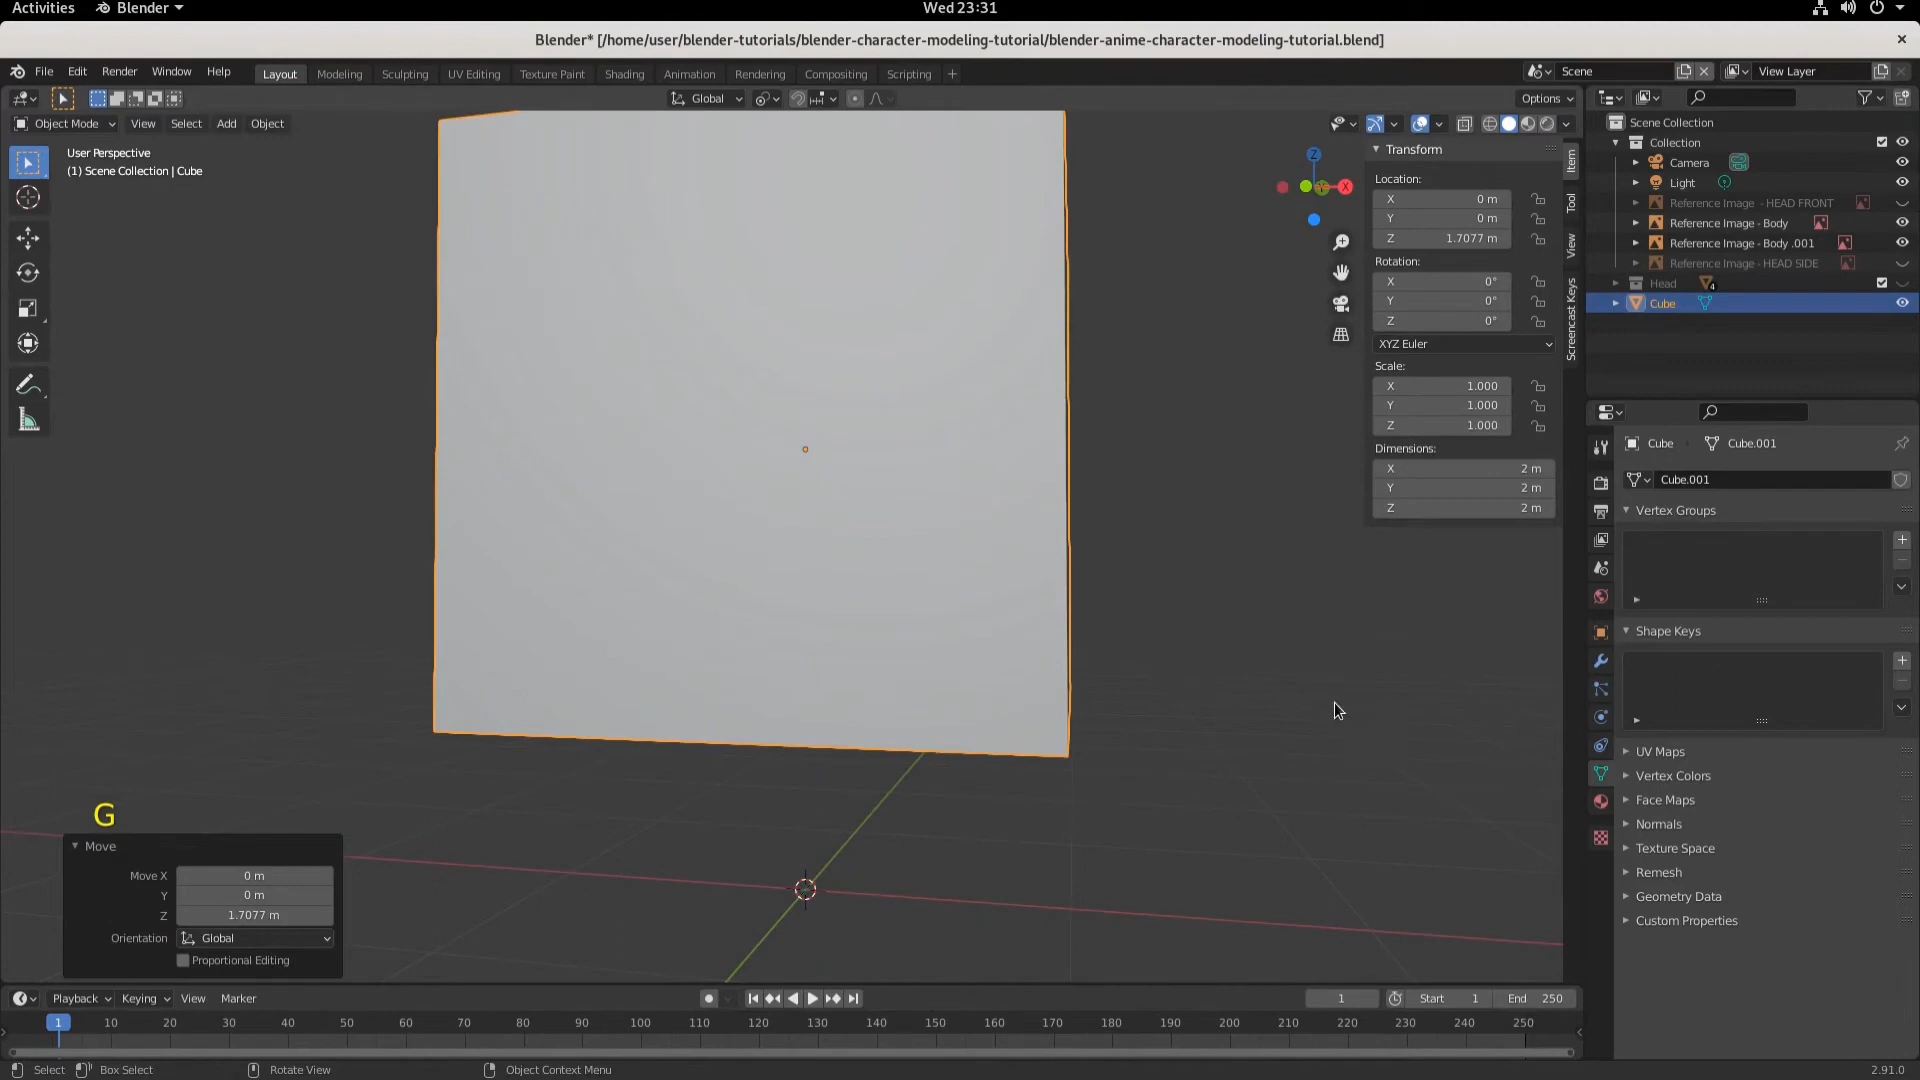 Activities Blender Wed 23:31
Blender* [/home/user/blender-tutorials/blender-character-modeling-tutorial/blender-anime-character-modeling-tutorial.blend]
File Edit Render Window Help Layout Modeling Sculpting UV Editing Texture Paint Shading Animation Rendering Compositing Scripting + Scene View Layer
Global Options
Object Mode View Select Add Object
User Perspective
(1) Scene Collection | Cube
Z
X
Transform
Location:
X 0 m
Y 0 m
Z 1.7077 m
Rotation:
X 0°
Y 0°
Z 0°
XYZ Euler
Scale:
X 1.000
Y 1.000
Z 1.000
Dimensions:
X 2 m
Y 2 m
Z 2 m
Item
Tool
View
Screencast Keys
Scene Collection
Collection
Camera
Light
Reference Image - HEAD FRONT
Reference Image - Body
Reference Image - Body .001
Reference Image - HEAD SIDE
Head 4
Cube
Cube Cube.001
Cube.001
Vertex Groups
Shape Keys
UV Maps
Vertex Colors
Face Maps
Normals
Texture Space
Remesh
Geometry Data
Custom Properties
G
Move
Move X 0 m
Y 0 m
Z 1.7077 m
Orientation Global
Proportional Editing
Playback Keying View Marker 1 Start 1 End 250
1 10 20 30 40 50 60 70 80 90 100 110 120 130 140 150 160 170 180 190 200 210 220 230 240 250
Select Box Select Rotate View Object Context Menu 2.91.0